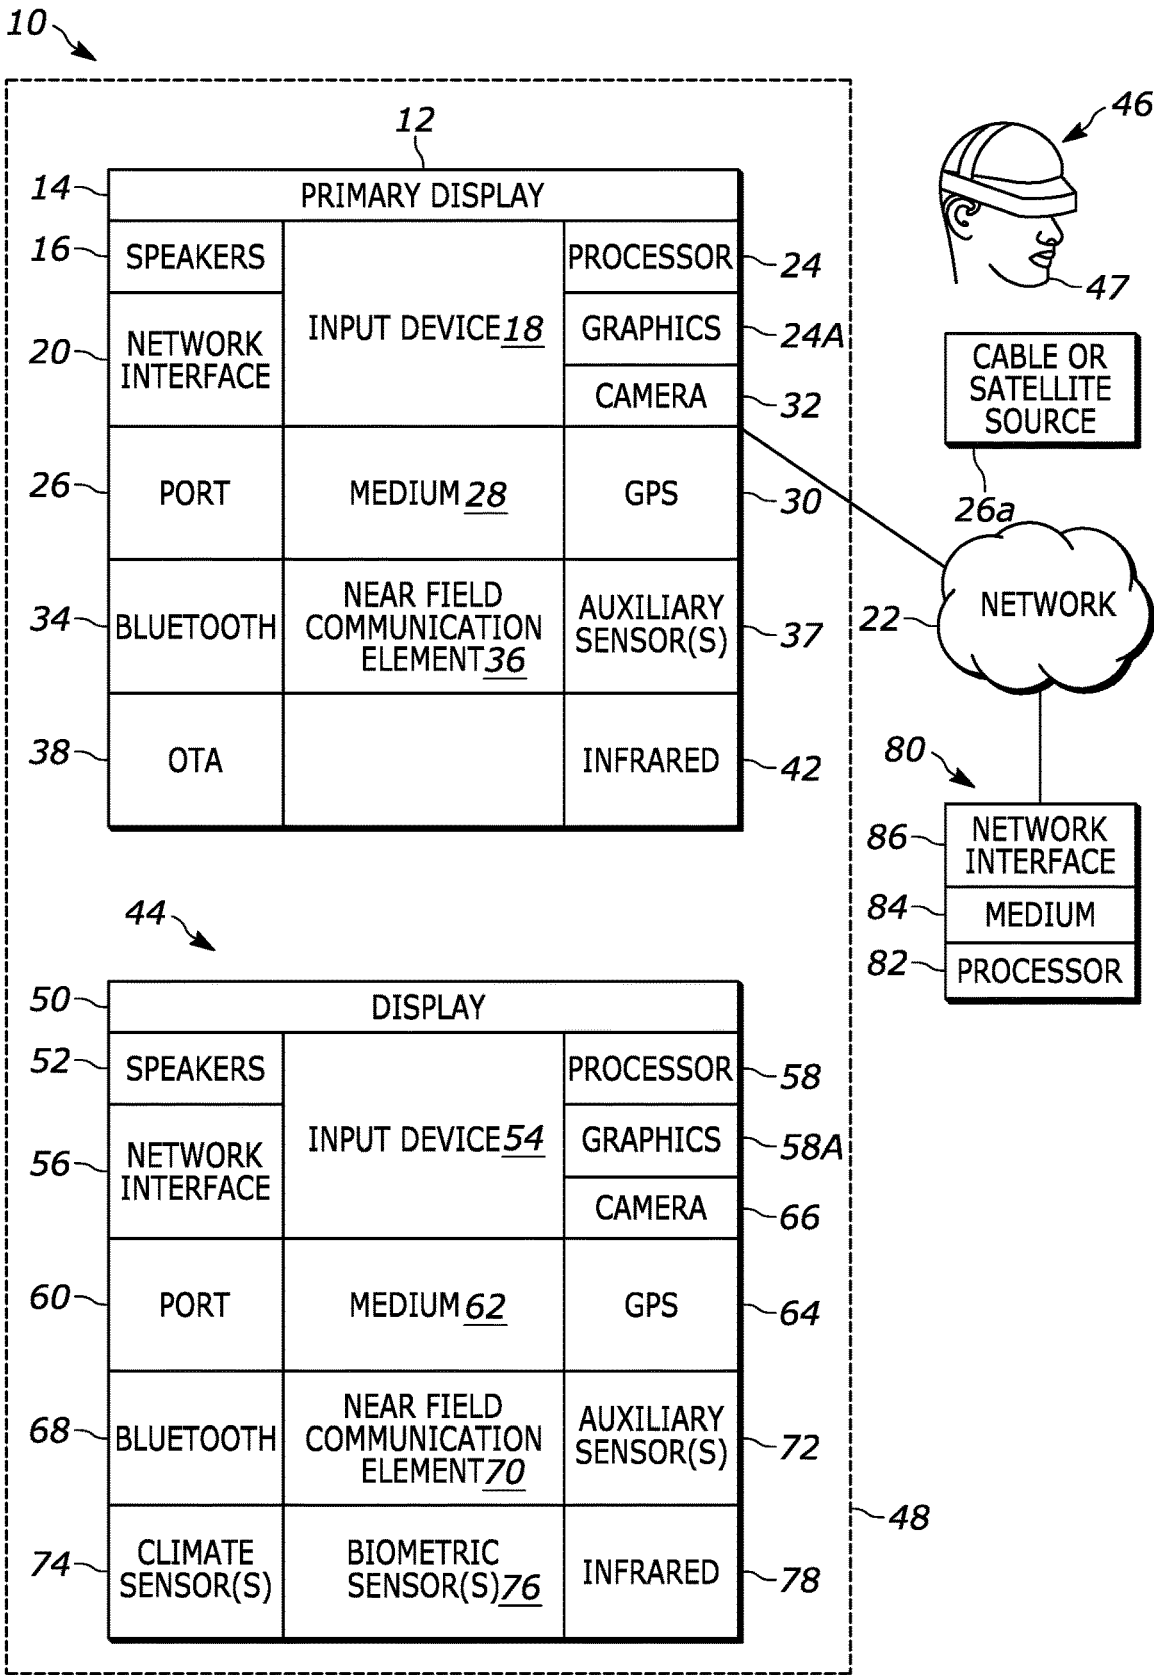 10
12
46
14
PRIMARY DISPLAY
16
SPEAKERS
PROCESSOR
24
47
INPUT DEVICE 18
GRAPHICS
24A
20
NETWORK
INTERFACE
CAMERA
32
CABLE OR
SATELLITE
SOURCE
26a
26
PORT
MEDIUM 28
GPS
30
34
BLUETOOTH
NEAR FIELD
COMMUNICATION
ELEMENT 36
AUXILIARY
SENSOR(S)
37
22
NETWORK
38
OTA
INFRARED
42
80
86
NETWORK
INTERFACE
84
MEDIUM
82
PROCESSOR
44
50
DISPLAY
52
SPEAKERS
PROCESSOR
58
INPUT DEVICE 54
GRAPHICS
58A
56
NETWORK
INTERFACE
CAMERA
66
60
PORT
MEDIUM 62
GPS
64
68
BLUETOOTH
NEAR FIELD
COMMUNICATION
ELEMENT 70
AUXILIARY
SENSOR(S)
72
48
74
CLIMATE
SENSOR(S)
BIOMETRIC
SENSOR(S) 76
INFRARED
78